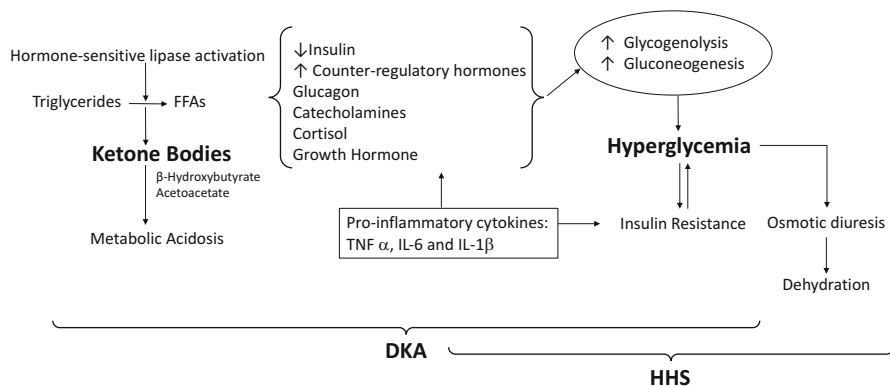 Hormone-sensitive lipase activation
Triglycerides → FFAs
Ketone Bodies
β-Hydroxybutyrate
Acetoacetate
Metabolic Acidosis
↓Insulin
↑ Counter-regulatory hormones
Glucagon
Catecholamines
Cortisol
Growth Hormone
Pro-inflammatory cytokines:
TNF α, IL-6 and IL-1β
↑ Glycogenolysis
↑ Gluconeogenesis
Hyperglycemia
Insulin Resistance
Osmotic diuresis
Dehydration
DKA
HHS